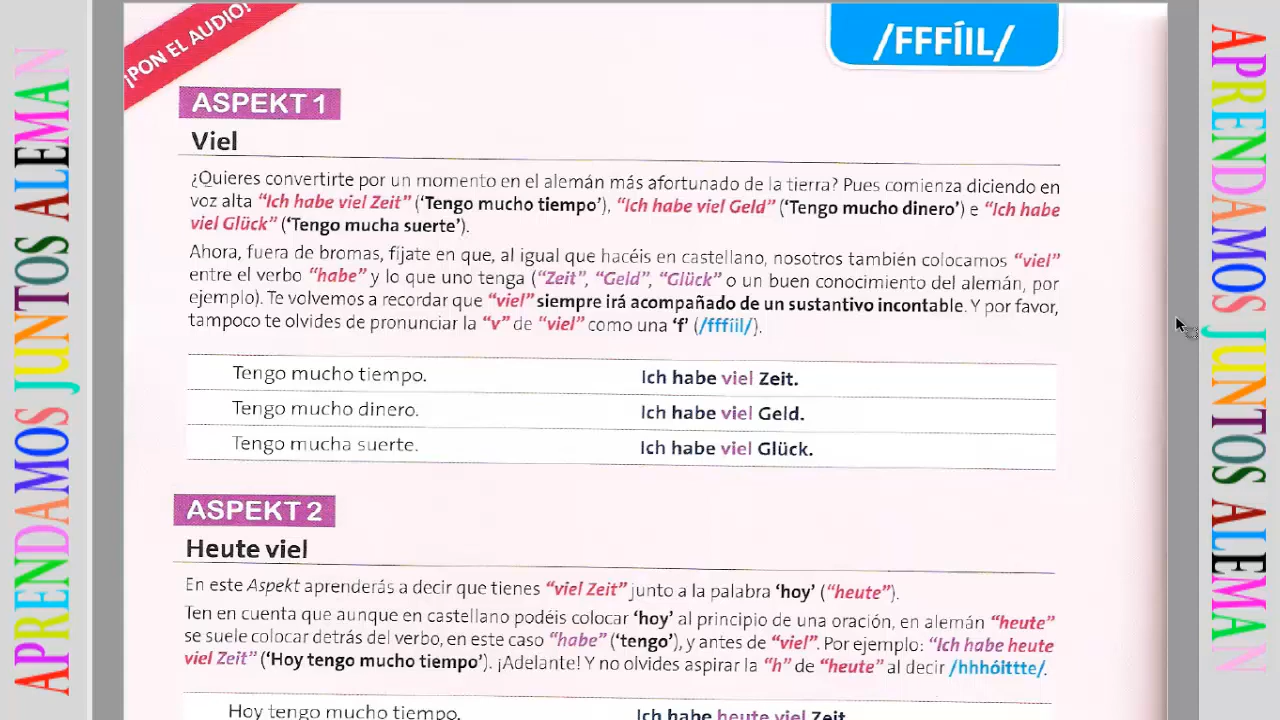 ¡PON EL AUDIO!
/FFFÍIL/
ASPEKT 1
Viel
¿Quieres convertirte por un momento en el alemán más afortunado de la tierra? Pues comienza diciendo en
voz alta “Ich habe viel Zeit” (‘Tengo mucho tiempo’), “Ich habe viel Geld” (‘Tengo mucho dinero’) e “Ich habe
viel Glück” (‘Tengo mucha suerte’).
Ahora, fuera de bromas, fíjate en que, al igual que hacéis en castellano, nosotros también colocamos “viel”
entre el verbo “habe” y lo que uno tenga (“Zeit”, “Geld”, “Glück” o un buen conocimiento del alemán, por
ejemplo). Te volvemos a recordar que “viel” siempre irá acompañado de un sustantivo incontable. Y por favor,
tampoco te olvides de pronunciar la “v” de “viel” como una ‘f’ (/fffíil/).
Tengo mucho tiempo. Ich habe viel Zeit.
Tengo mucho dinero. Ich habe viel Geld.
Tengo mucha suerte. Ich habe viel Glück.
ASPEKT 2
Heute viel
En este Aspekt aprenderás a decir que tienes “viel Zeit” junto a la palabra ‘hoy’ (“heute”).
Ten en cuenta que aunque en castellano podéis colocar ‘hoy’ al principio de una oración, en alemán “heute”
se suele colocar detrás del verbo, en este caso “habe” (‘tengo’), y antes de “viel”. Por ejemplo: “Ich habe heute
viel Zeit” (‘Hoy tengo mucho tiempo’). ¡Adelante! Y no olvides aspirar la “h” de “heute” al decir /hhhóittte/.
Hoy tengo mucho tiempo. Ich habe heute viel Zeit.
APRENDAMOS JUNTOS ALEMAN
APRENDAMOS JUNTOS ALEMAN